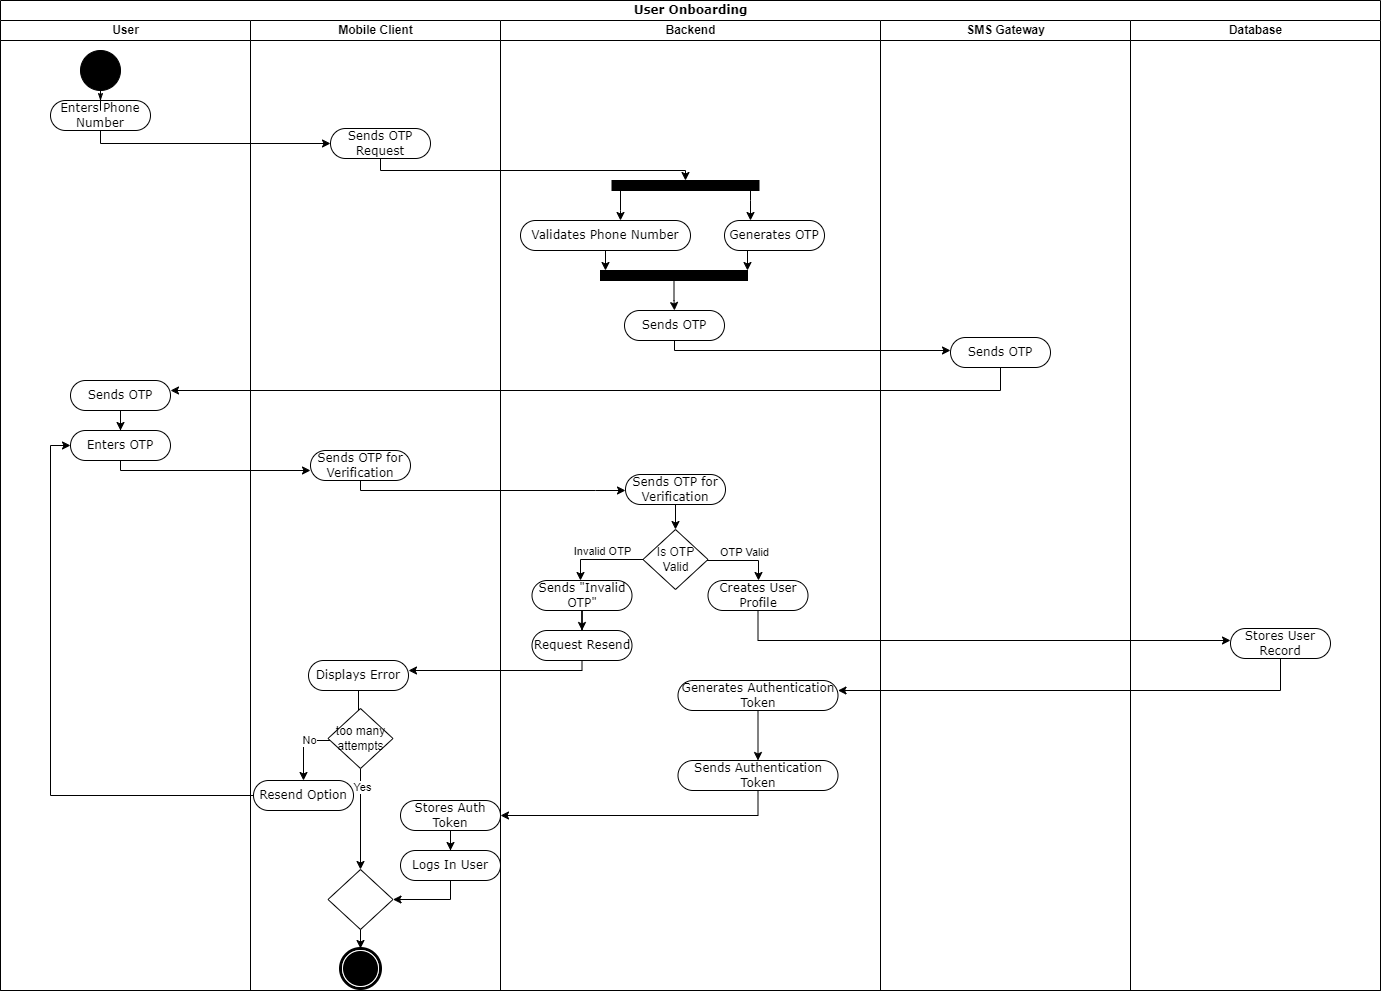 User Onboarding
User
Mobile Client
Backend
SMS Gateway
Database
Enters Phone
Number
Sends OTP
Request
Validates Phone Number
Generates OTP
Sends OTP
Sends OTP
Sends OTP
Enters OTP
Sends OTP for
Verification
Sends OTP for
Verification
Is OTP
Valid
Invalid OTP
OTP Valid
Sends "Invalid
OTP"
Creates User
Profile
Request Resend
Stores User
Record
Displays Error
Generates Authentication
Token
too many
attempts
No
Yes
Sends Authentication
Token
Resend Option
Stores Auth
Token
Logs In User